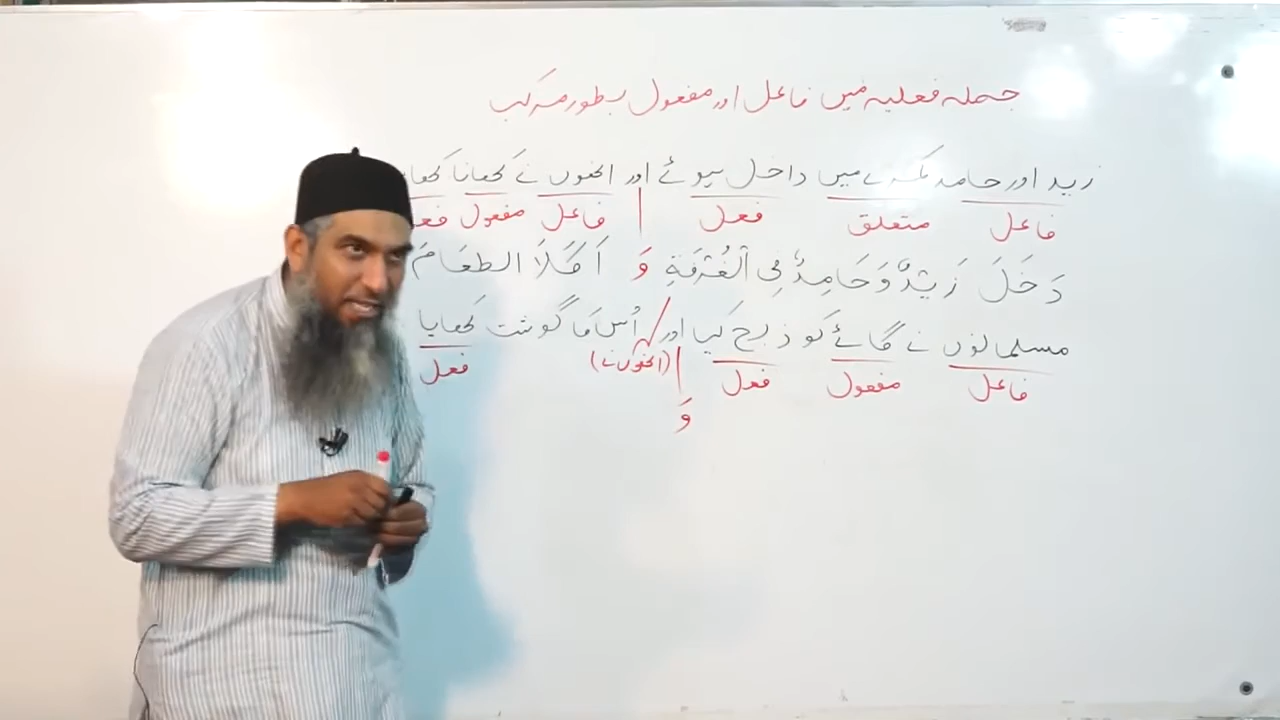 جملہ فعلیہ میں فاعل اور مفعول بطور مرکب
زید اور حامد کمرے میں داخل ہوئے اور انھوں نے کھانا کھایا
فاعل متعلق فعل فاعل مفعول فعل
دَخَلَ زَیْدٌ وَحَامِدٌ فِی الْغُرْفَةِ وَ اَکَلَا الطعَامَ
مسلمانوں نے گائے کو ذبح کیا اور اُس کا گوشت کھایا
فاعل مفعول فعل (انھوں نے) فعل
وَ